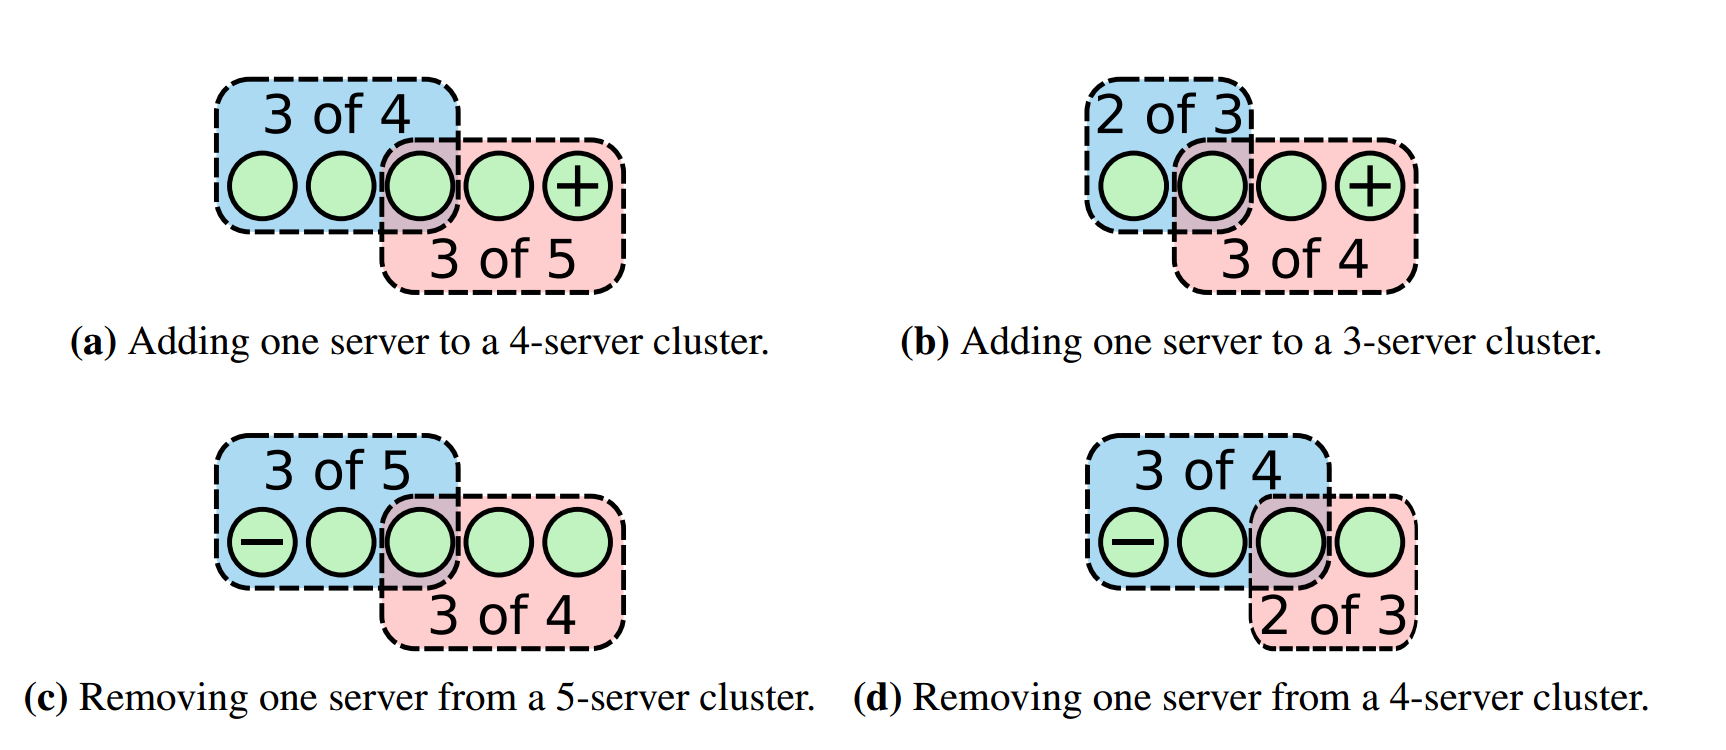 3 of 4
+
3 of 5
(a) Adding one server to a 4-server cluster.
2 of 3
+
3 of 4
(b) Adding one server to a 3-server cluster.
3 of 5
−
3 of 4
(c) Removing one server from a 5-server cluster.
3 of 4
−
2 of 3
(d) Removing one server from a 4-server cluster.